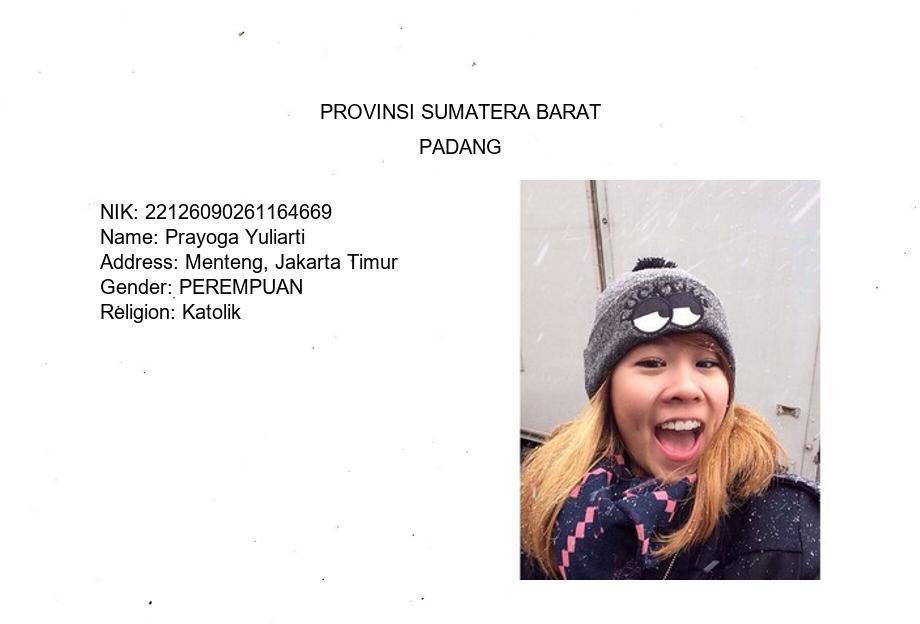 PROVINSI SUMATERA BARAT
PADANG
NIK: 22126090261164669
Name: Prayoga Yuliarti
Address: Menteng, Jakarta Timur
Gender: PEREMPUAN
Religion: Katolik